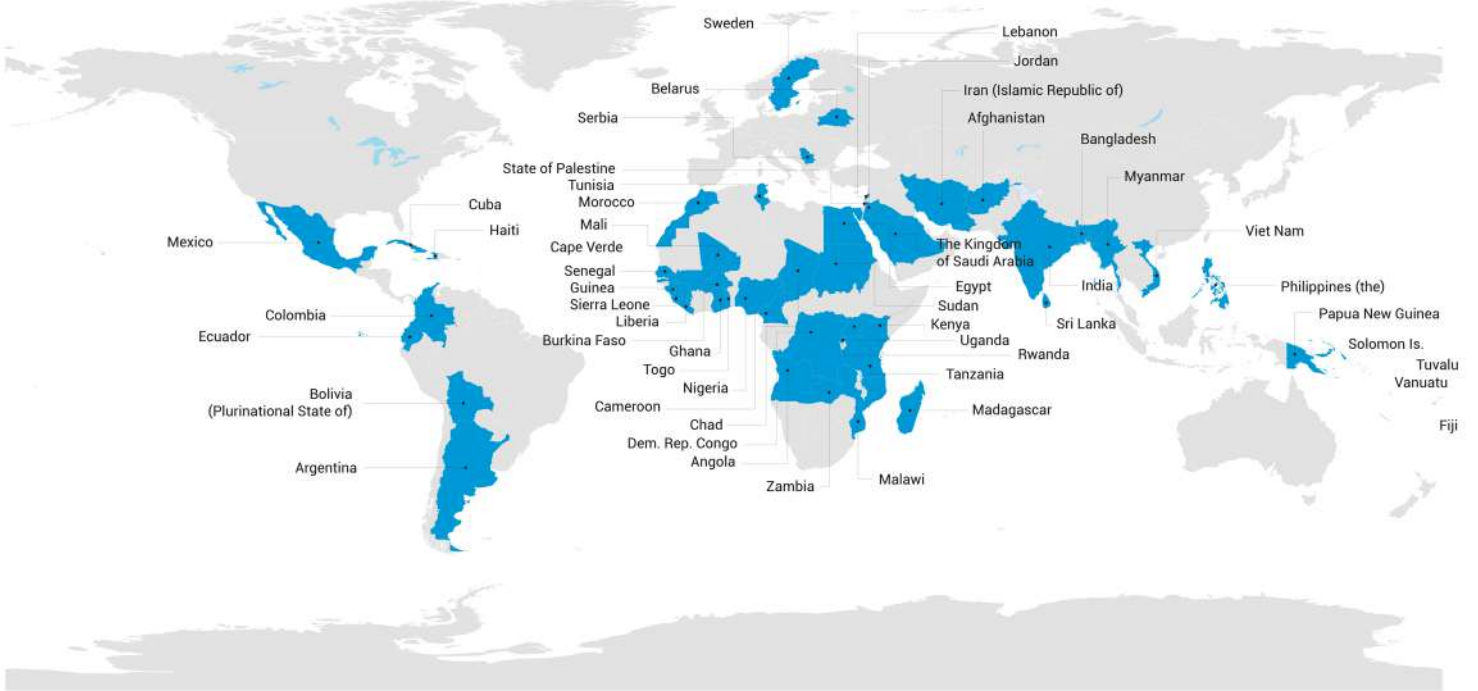 Sweden
Lebanon
Jordan
Belarus
Iran (Islamic Republic of)
Serbia
Afghanistan
Bangladesh
State of Palestine
Myanmar
Tunisia
Morocco
Cuba
Mali
Haiti
Viet Nam
Mexico
Cape Verde
The Kingdom
of Saudi Arabia
Senegal
Guinea
Egypt
India
Philippines (the)
Sierra Leone
Sudan
Colombia
Liberia
Kenya
Sri Lanka
Papua New Guinea
Ecuador
Burkina Faso
Uganda
Solomon Is.
Ghana
Rwanda
Togo
Tanzania
Tuvalu
Vanuatu
Nigeria
Bolivia
(Plurinational State of)
Cameroon
Madagascar
Chad
Fiji
Dem. Rep. Congo
Angola
Argentina
Zambia
Malawi